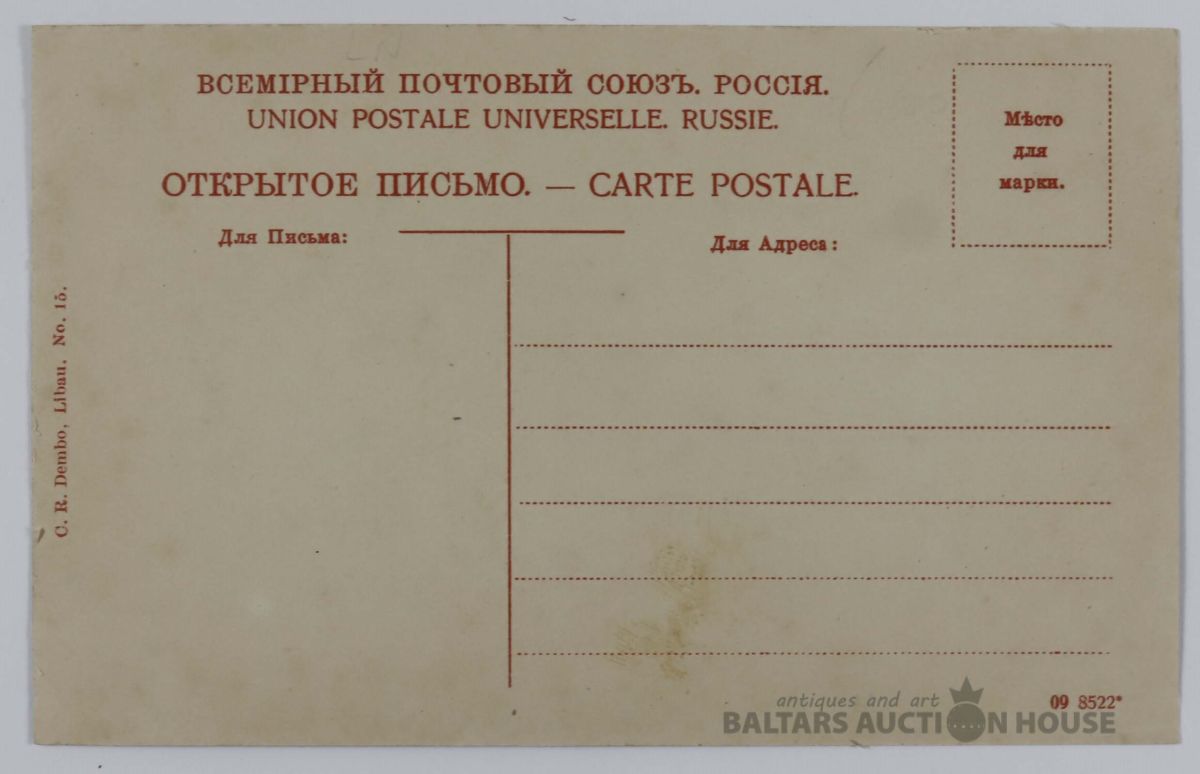 ВСЕМІРНЫЙ ПОЧТОВЫЙ СОЮЗЪ. РОССІЯ.
UNION POSTALE UNIVERSELLE. RUSSIE.
ОТКРЫТОЕ ПИСЬМО. — CARTE POSTALE.
Мѣсто
для
марки.
Для Письма:
Для Адреса:
C. R. Dembo, Libau. No. 15.
09 8522*
antiques and art
BALTARS AUCTION HOUSE